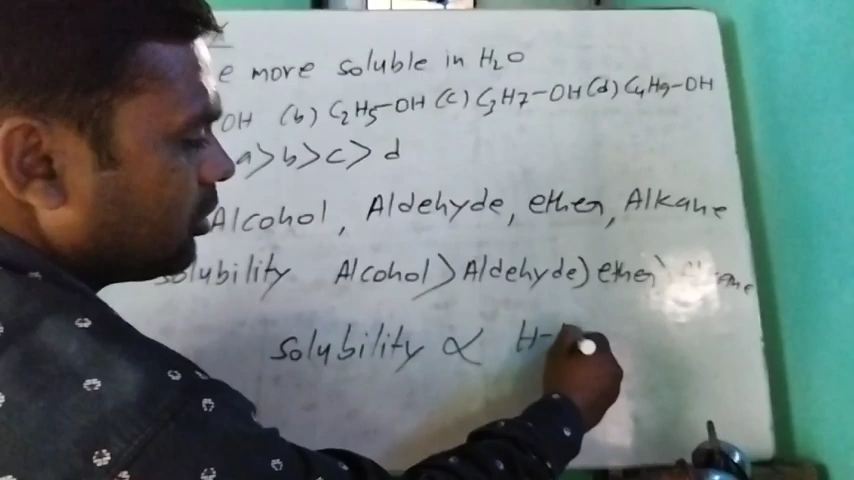 e more soluble in H₂O
OH (b) C₂H₅-OH (c) C₃H₇-OH (d) C₄H₉-OH
a>b>c>d
Alcohol, Aldehyde, ether, Alkane
solubility Alcohol>Aldehyde>ether>Alkane
solubility ∝ H-